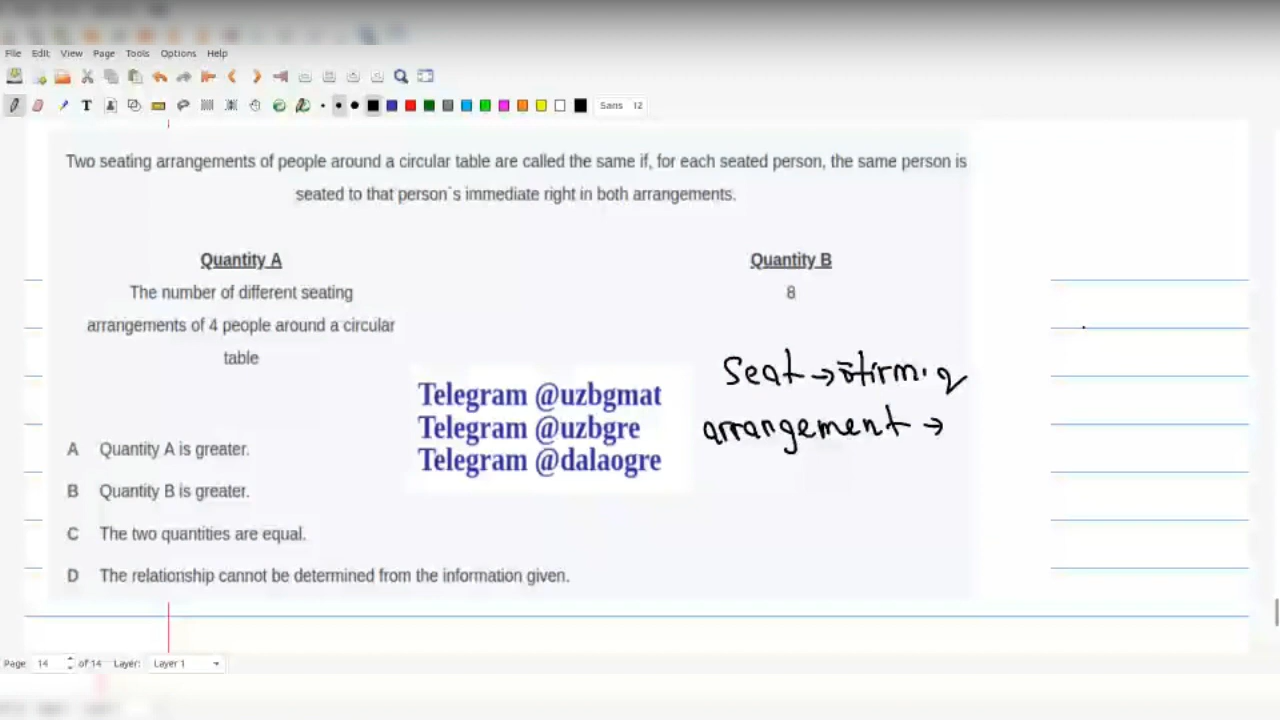 File Edit View Page Tools Options Help
Sans 12
Two seating arrangements of people around a circular table are called the same if, for each seated person, the same person is
seated to that person`s immediate right in both arrangements.
Quantity A
The number of different seating
arrangements of 4 people around a circular
table
Quantity B
8
Seat →
arrangement →
Telegram @uzbgmat
Telegram @uzbgre
Telegram @dalaogre
A Quantity A is greater.
B Quantity B is greater.
C The two quantities are equal.
D The relationship cannot be determined from the information given.
Page 14 of 14 Layer: Layer 1